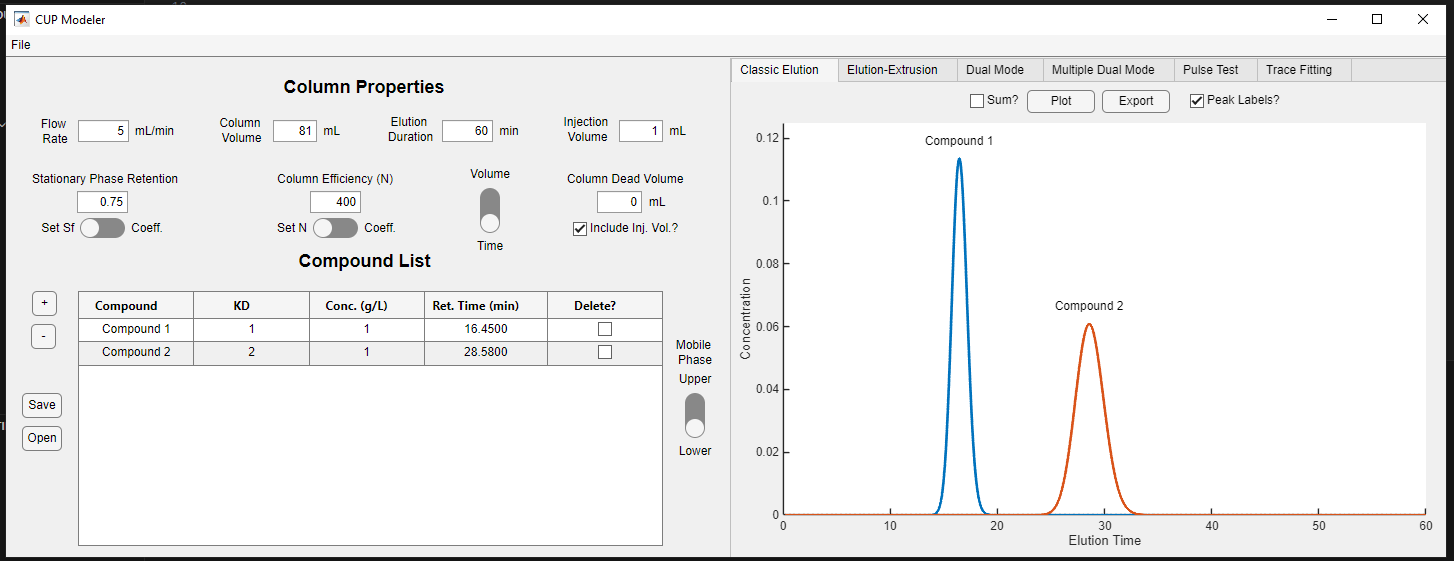 CUP Modeler
File
Column Properties
Flow Rate 5 mL/min
Column Volume 81 mL
Elution Duration 60 min
Injection Volume 1 mL
Stationary Phase Retention
0.75
Set Sf Coeff.
Column Efficiency (N)
400
Set N Coeff.
Volume
Time
Column Dead Volume
0 mL
Include Inj. Vol.?
Compound List
+
-
Save
Open
Compound KD Conc. (g/L) Ret. Time (min) Delete?
Compound 1 1 1 16.4500
Compound 2 2 1 28.5800
Mobile
Phase
Upper
Lower
Classic Elution Elution-Extrusion Dual Mode Multiple Dual Mode Pulse Test Trace Fitting
Sum? Plot Export Peak Labels?
Compound 1
Compound 2
Concentration
0.12
0.1
0.08
0.06
0.04
0.02
0
0 10 20 30 40 50 60
Elution Time